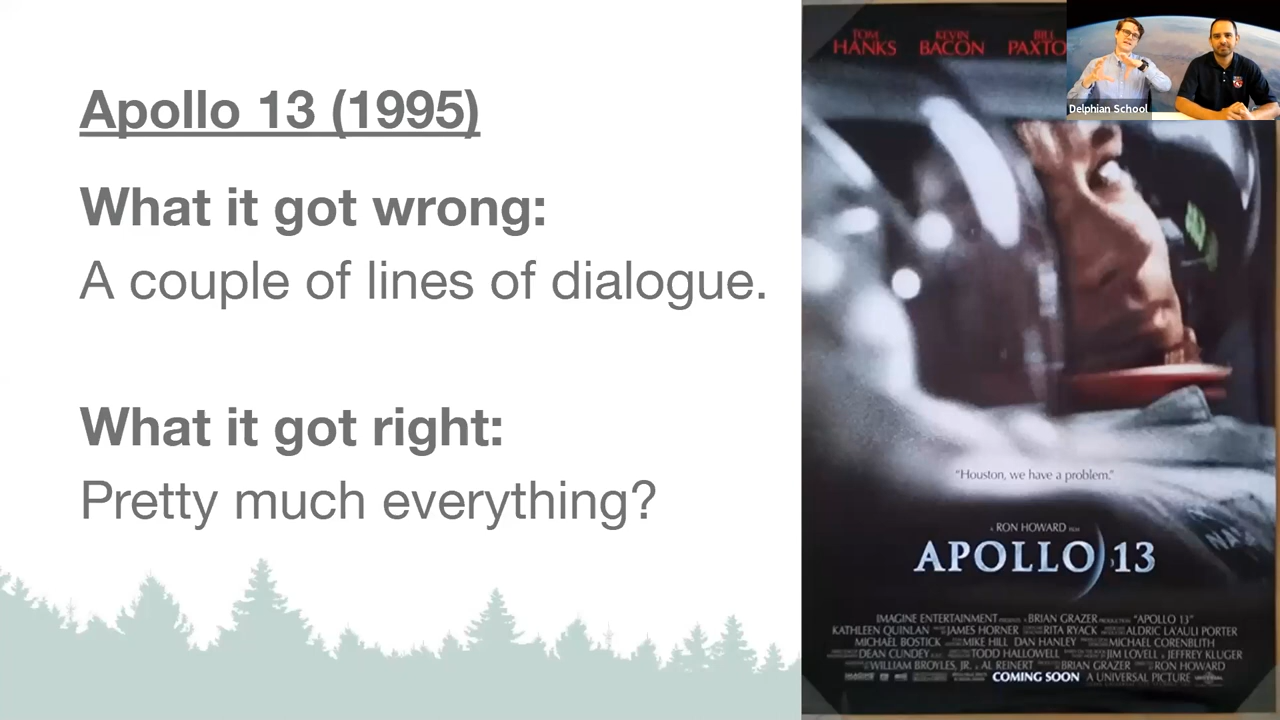 Apollo 13 (1995)
What it got wrong:
A couple of lines of dialogue.
What it got right:
Pretty much everything?
TOM HANKS KEVIN BACON BILL PAXTO
Delphian School
"Houston, we have a problem."
A RON HOWARD FILM
APOLLO 13
NAV
IMAGINE ENTERTAINMENT PRESENTS A BRIAN GRAZER PRODUCTION "APOLLO 13"
KATHLEEN QUINLAN JAMES HORNER RITA RYACK ALDRIC LA'AULI PORTER
MICHAEL BOSTICK MIKE HILL DAN HANLEY MICHAEL CORENBLITH
DEAN CUNDEY TODD HALLOWELL JIM LOVELL & JEFFREY KLUGER
WILLIAM BROYLES, JR. & AL REINERT BRIAN GRAZER RON HOWARD
COMING SOON A UNIVERSAL PICTURE